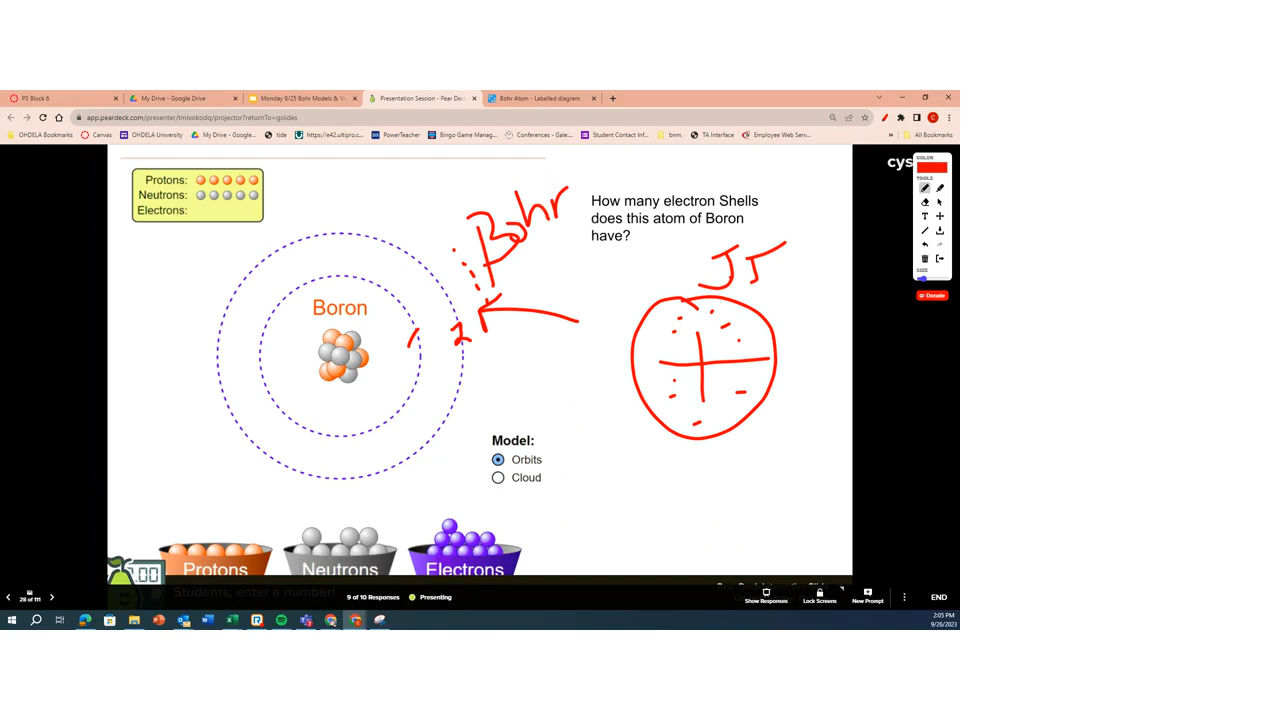 PS Block 6
My Drive - Google Drive
Monday 9/25 Bohr Models & V
Presentation Session - Pear Dec
Bohr Atom - Labelled diagram
app.peardeck.com/presenter/tmlxokodq/projector?returnTo=gslides
OHDELA Bookmarks
Canvas
OHDELA University
My Drive - Google...
tide
https://e42.ultipro.c...
PowerTeacher
Bingo Game Manag...
Conferences - Gale...
Student Contact Inf...
bnm,
TA Interface
Employee Web Serv...
»
All Bookmarks
cys
COLOR
TOOLS
T
SIZE
Donate
Protons:
Neutrons:
Electrons:
Bohr
How many electron Shells
does this atom of Boron
have?
Boron
1 2
Model:
Orbits
Cloud
Protons
Neutrons
Electrons
Students, enter a number!
28 of 111
9 of 10 Responses
Presenting
Show Responses
Lock Screens
New Prompt
END
2:05 PM
9/26/2023